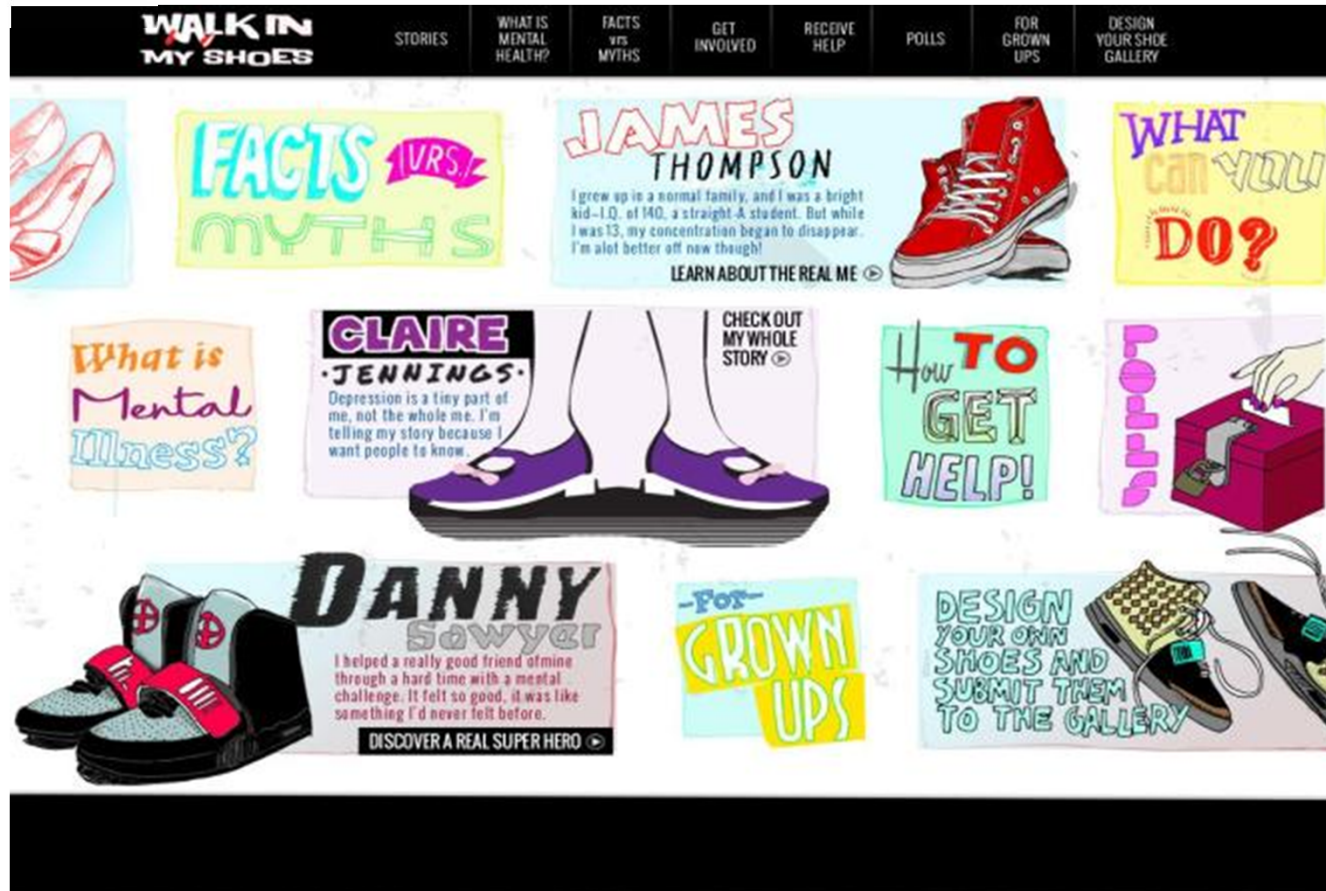 WALK IN
MY SHOES
STORIES
WHAT IS
MENTAL
HEALTH?
FACTS
vrs
MYTHS
GET
INVOLVED
RECEIVE
HELP
POLLS
FOR
GROWN
UPS
DESIGN
YOUR SHOE
GALLERY
FACTS VRS.
MYTHS
JAMES
THOMPSON
I grew up in a normal family, and I was a bright
kid–I.Q. of 140, a straight-A student. But while
I was 13, my concentration began to disappear.
I'm alot better off now though!
LEARN ABOUT THE REAL ME
WHAT
can YOU
DO?
What is
Mental
Illness?
CLAIRE
·JENNINGS·
Depression is a tiny part of
me, not the whole me. I'm
telling my story because I
want people to know.
CHECK OUT
MY WHOLE
STORY
How TO
GET
HELP!
Polls
DANNY
Sawyer
I helped a really good friend ofmine
through a hard time with a mental
challenge. It felt so good, it was like
something I'd never felt before.
DISCOVER A REAL SUPER HERO
-For-
GROWN
UPS
DESIGN
YOUR OWN
SHOES AND
SUBMIT THEM
TO THE GALLERY